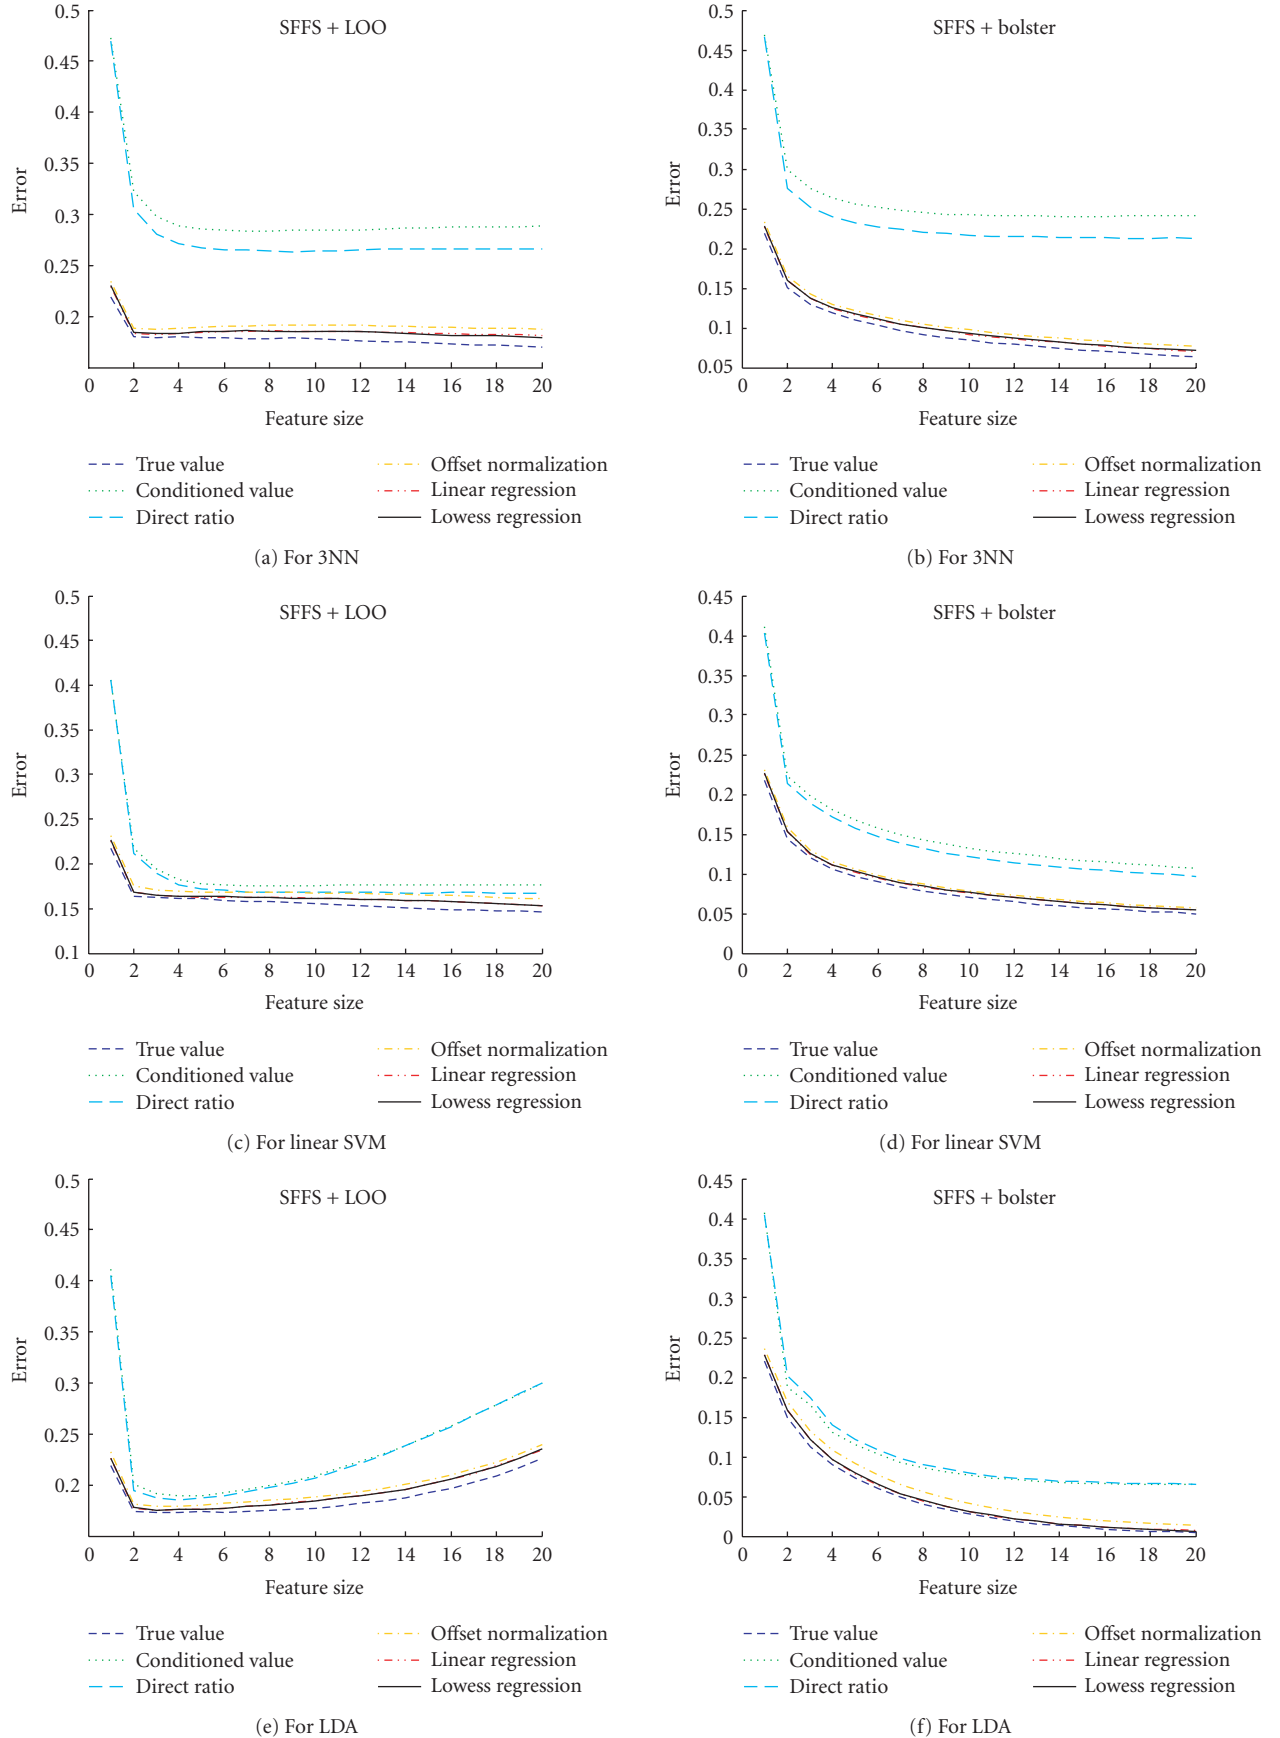 SFFS + LOO
0.5
0.45
0.4
0.35
0.3
0.25
0.2
Error
0 2 4 6 8 10 12 14 16 18 20
Feature size
True value
Conditioned value
Direct ratio
Offset normalization
Linear regression
Lowess regression
(a) For 3NN
SFFS + bolster
0.5
0.45
0.4
0.35
0.3
0.25
0.2
0.15
0.1
0.05
Error
0 2 4 6 8 10 12 14 16 18 20
Feature size
True value
Conditioned value
Direct ratio
Offset normalization
Linear regression
Lowess regression
(b) For 3NN
SFFS + LOO
0.5
0.45
0.4
0.35
0.3
0.25
0.2
0.15
0.1
Error
0 2 4 6 8 10 12 14 16 18 20
Feature size
True value
Conditioned value
Direct ratio
Offset normalization
Linear regression
Lowess regression
(c) For linear SVM
SFFS + bolster
0.45
0.4
0.35
0.3
0.25
0.2
0.15
0.1
0.05
0
Error
0 2 4 6 8 10 12 14 16 18 20
Feature size
True value
Conditioned value
Direct ratio
Offset normalization
Linear regression
Lowess regression
(d) For linear SVM
SFFS + LOO
0.5
0.45
0.4
0.35
0.3
0.25
0.2
Error
0 2 4 6 8 10 12 14 16 18 20
Feature size
True value
Conditioned value
Direct ratio
Offset normalization
Linear regression
Lowess regression
(e) For LDA
SFFS + bolster
0.45
0.4
0.35
0.3
0.25
0.2
0.15
0.1
0.05
0
Error
0 2 4 6 8 10 12 14 16 18 20
Feature size
True value
Conditioned value
Direct ratio
Offset normalization
Linear regression
Lowess regression
(f) For LDA